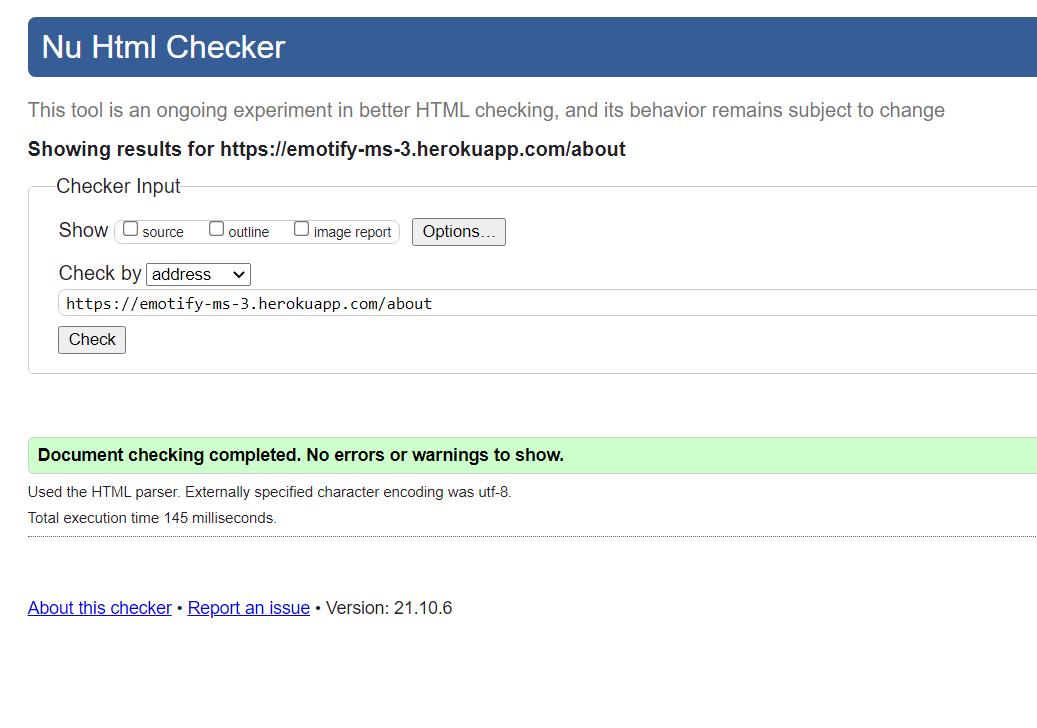 Nu Html Checker
This tool is an ongoing experiment in better HTML checking, and its behavior remains subject to change
Showing results for https://emotify-ms-3.herokuapp.com/about
Checker Input
Show source outline image report Options...
Check by address
https://emotify-ms-3.herokuapp.com/about
Check
Document checking completed. No errors or warnings to show.
Used the HTML parser. Externally specified character encoding was utf-8.
Total execution time 145 milliseconds.
About this checker • Report an issue • Version: 21.10.6